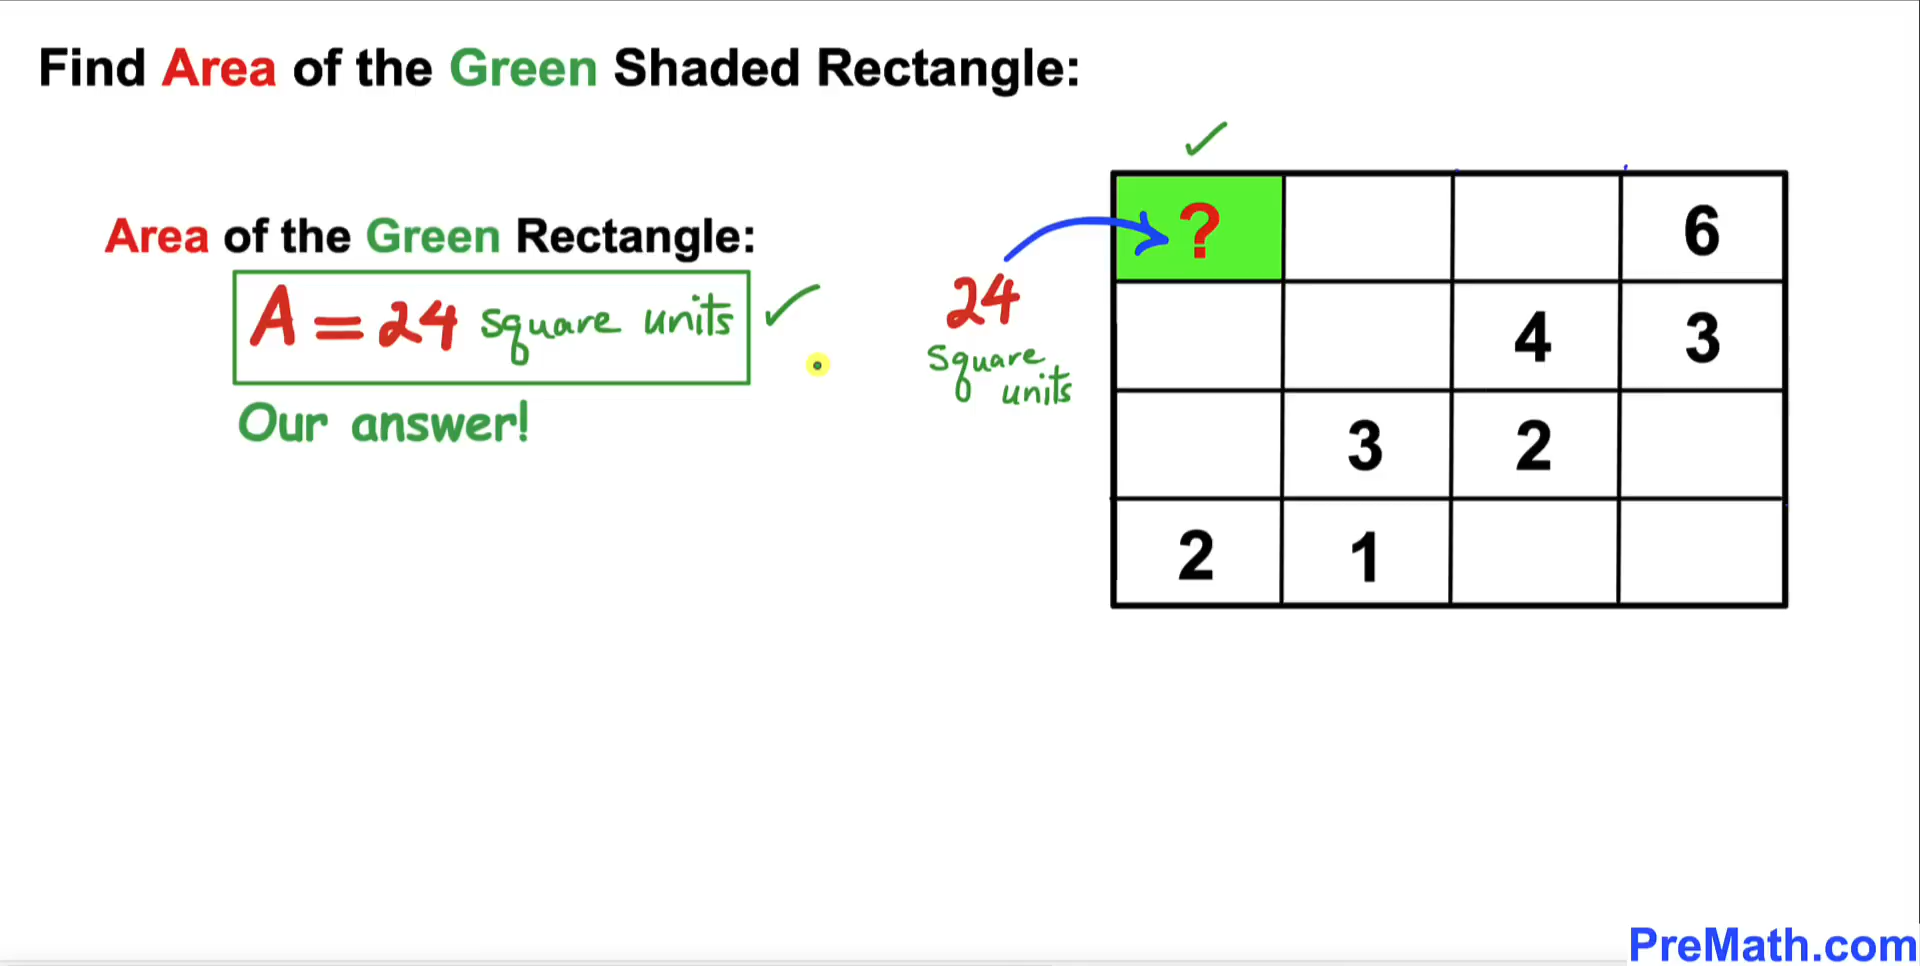 Find Area of the Green Shaded Rectangle:
Area of the Green Rectangle:
A = 24 square units
Our answer!
24
square
units
? 6
4 3
3 2
2 1
PreMath.com